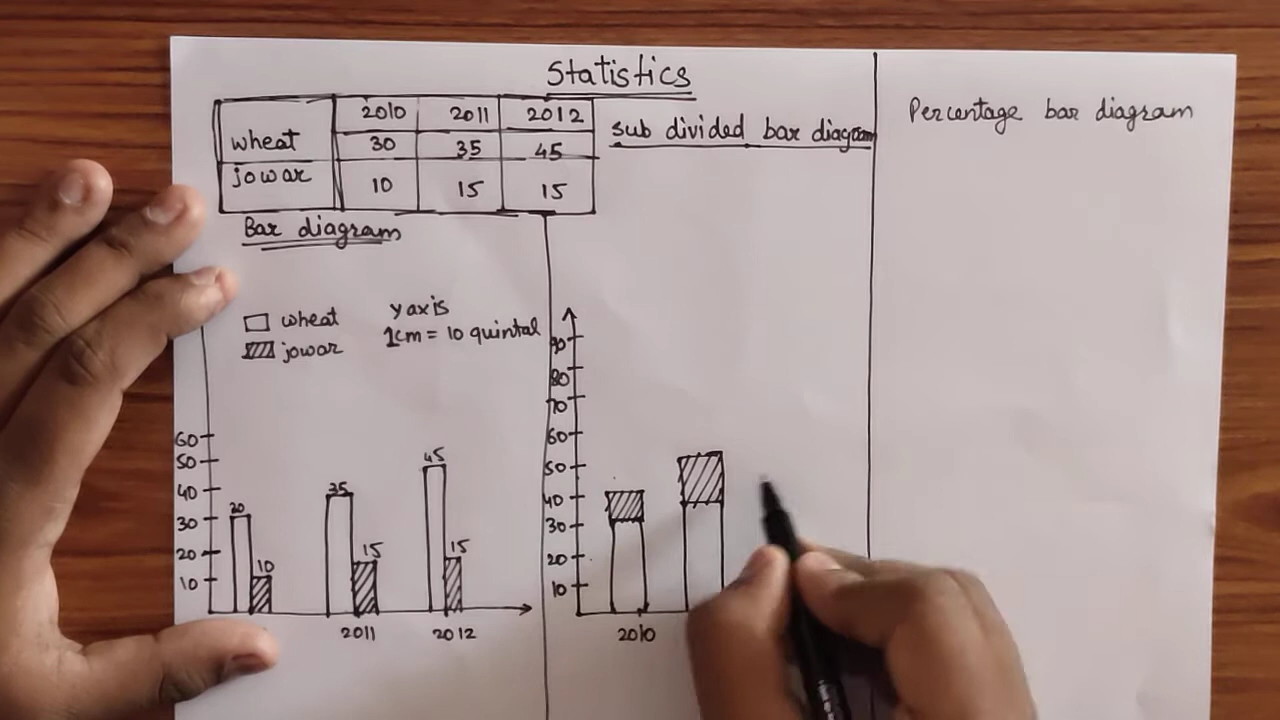 Statistics
2010 2011 2012
wheat 30 35 45
jowar 10 15 15
Bar diagram
wheat
jowar
y axis
1cm = 10 quintal
60
50
40
30
20
10
10
35
15
45
15
2011 2012
sub divided bar diagram
90
80
70
60
50
40
30
20
10
2010
Percentage bar diagram